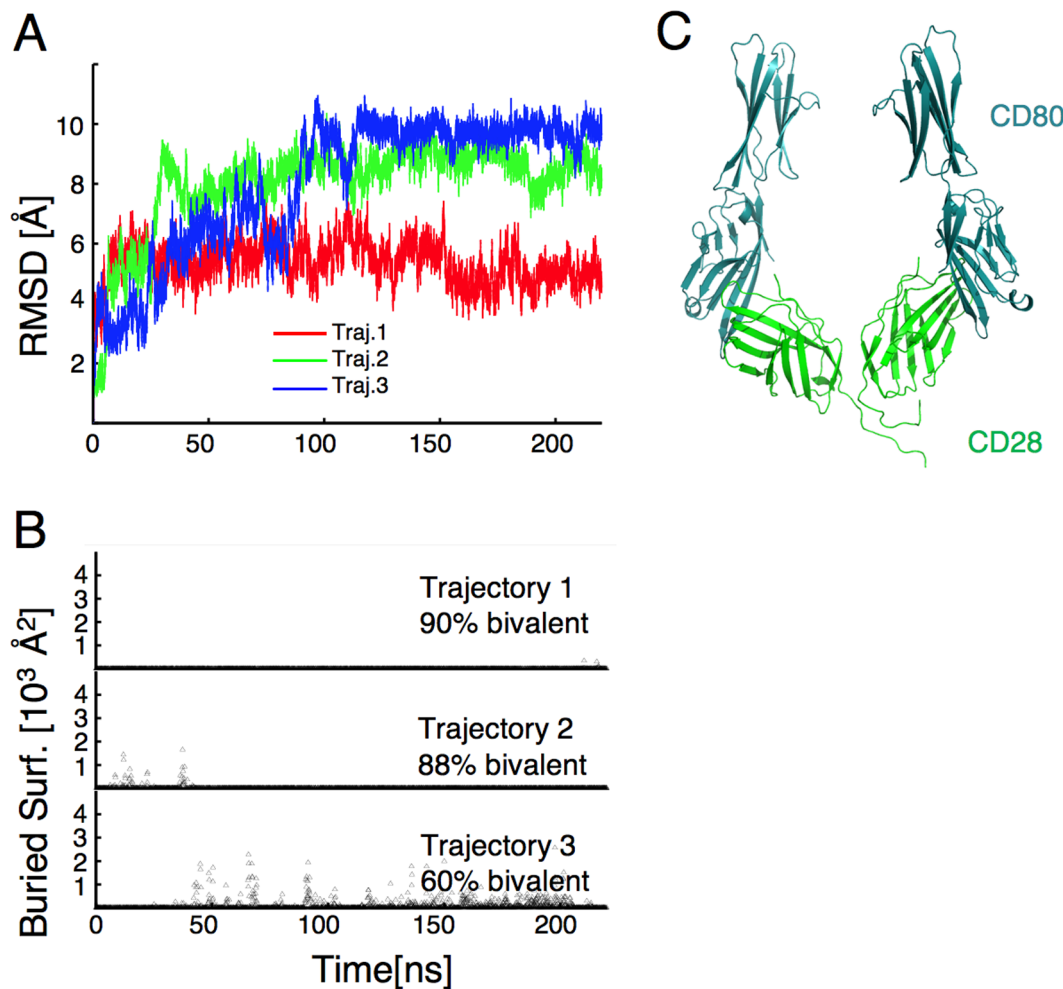 A
RMSD [Å]
10
8
6
4
2
Traj.1
Traj.2
Traj.3
0
50
100
150
200
C
CD80
CD28
B
Buried Surf. [10³ Å²]
4
3
2
1
Trajectory 1
90% bivalent
4
3
2
1
Trajectory 2
88% bivalent
4
3
2
1
Trajectory 3
60% bivalent
0
50
100
150
200
Time[ns]